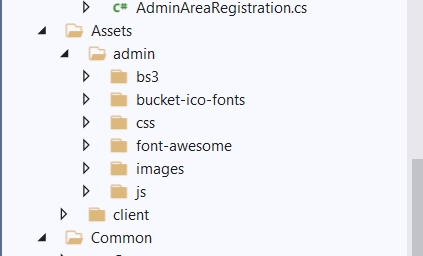 C# AdminAreaRegistration.cs
Assets
admin
bs3
bucket-ico-fonts
css
font-awesome
images
js
client
Common